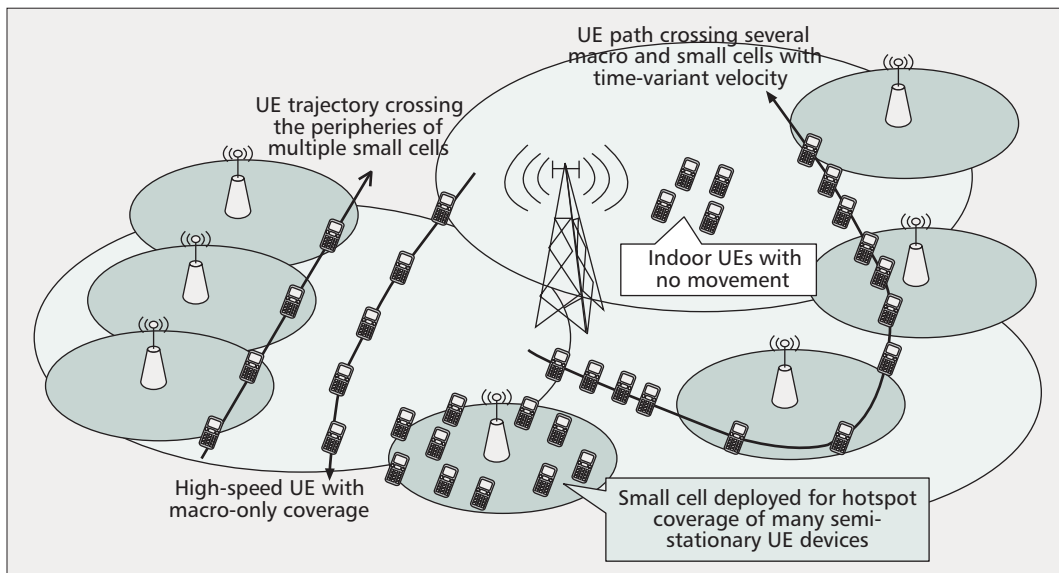 UE path crossing several
macro and small cells with
time-variant velocity
UE trajectory crossing
the peripheries of
multiple small cells
Indoor UEs with
no movement
High-speed UE with
macro-only coverage
Small cell deployed for hotspot
coverage of many semi-
stationary UE devices